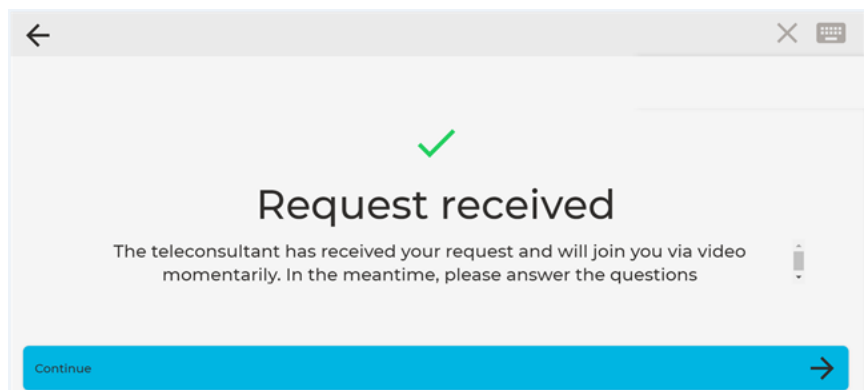 Request received
The teleconsultant has received your request and will join you via video
momentarily. In the meantime, please answer the questions
Continue